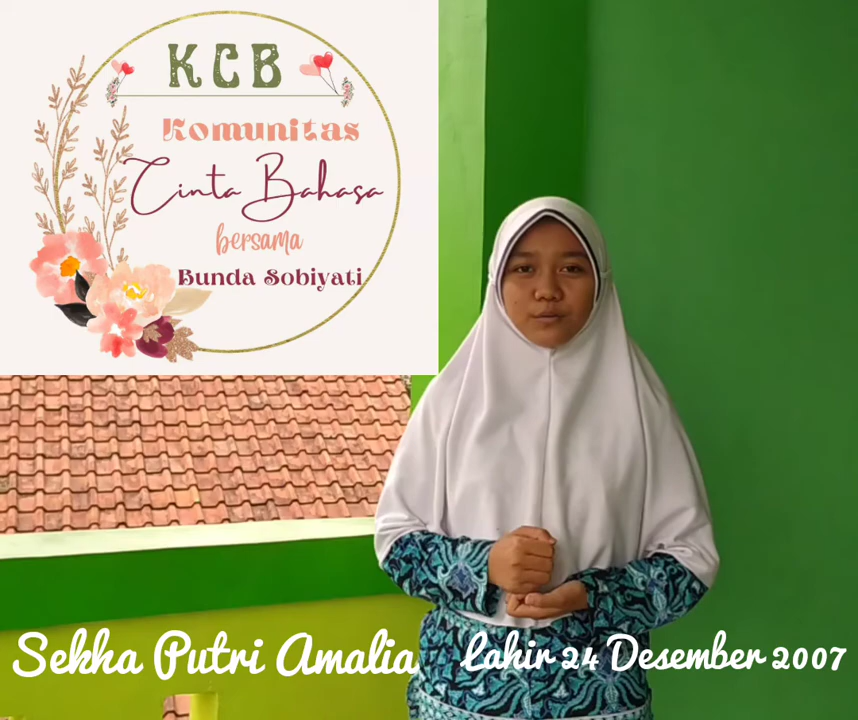 KCB
Komunitas
Cinta Bahasa
bersama
Bunda Sobiyati
Sekha Putri Amalia
Lahir 24 Desember 2007